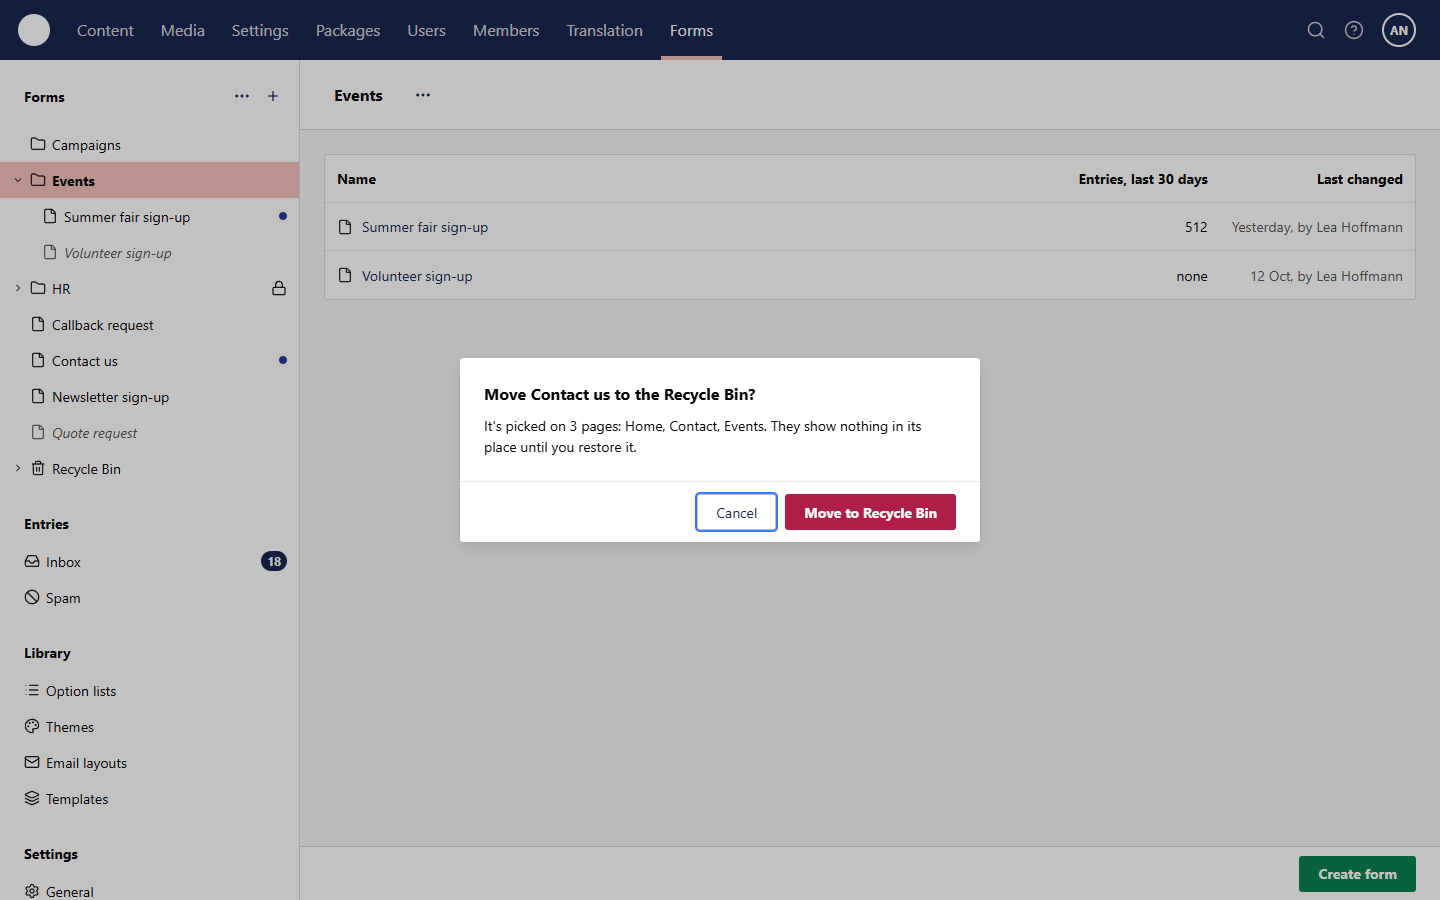 Content Media Settings Packages Users Members Translation Forms
AN
Forms
Campaigns
Events
Summer fair sign-up
Volunteer sign-up
HR
Callback request
Contact us
Newsletter sign-up
Quote request
Recycle Bin
Entries
Inbox 18
Spam
Library
Option lists
Themes
Email layouts
Templates
Settings
General
Events
Name Entries, last 30 days Last changed
Summer fair sign-up 512 Yesterday, by Lea Hoffmann
Volunteer sign-up none 12 Oct, by Lea Hoffmann
Move Contact us to the Recycle Bin?
It's picked on 3 pages: Home, Contact, Events. They show nothing in its
place until you restore it.
Cancel Move to Recycle Bin
Create form